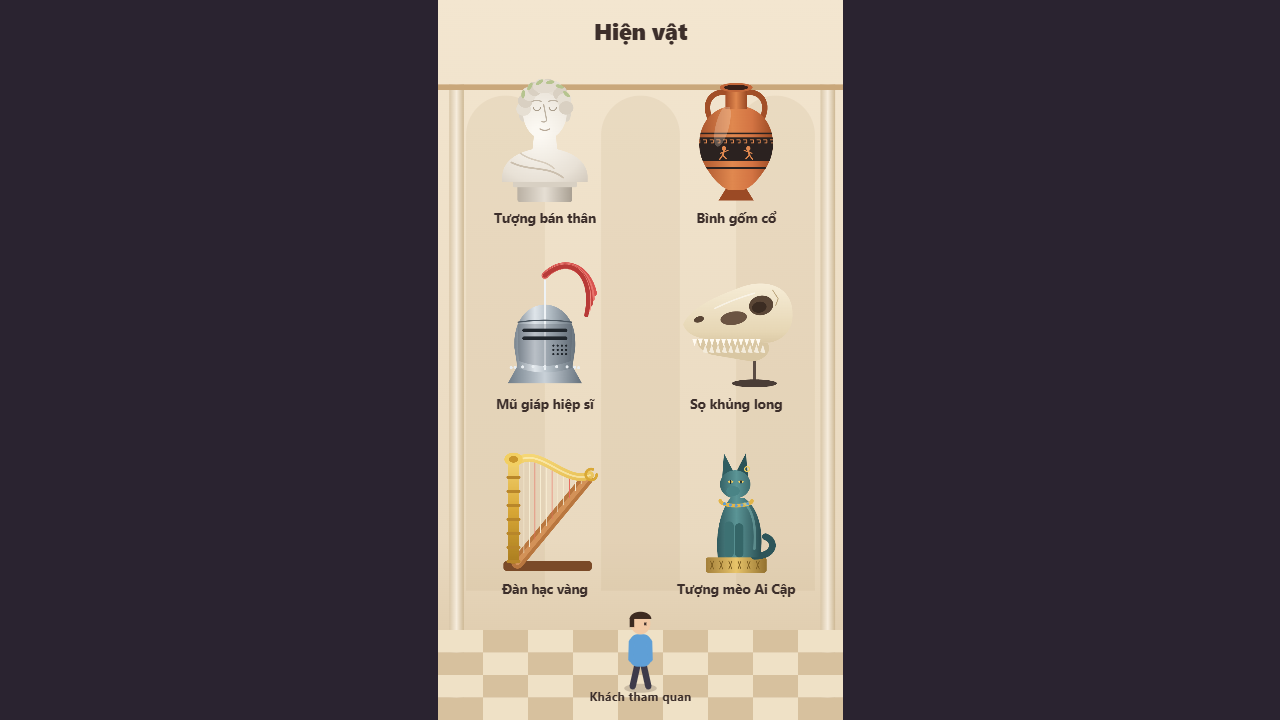 Hiện vật
Tượng bán thân
Bình gốm cổ
Mũ giáp hiệp sĩ
Sọ khủng long
Đàn hạc vàng
Tượng mèo Ai Cập
Khách tham quan